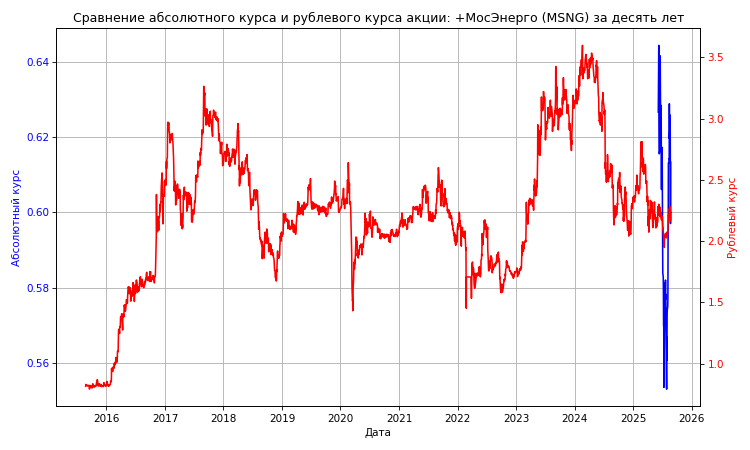 Сравнение абсолютного курса и рублевого курса акции: +МосЭнерго (MSNG) за десять лет
Абсолютный курс
0.64
0.62
0.60
0.58
0.56
3.5
3.0
2.5
2.0
1.5
1.0
Рублевый курс
2016 2017 2018 2019 2020 2021 2022 2023 2024 2025 2026
Дата